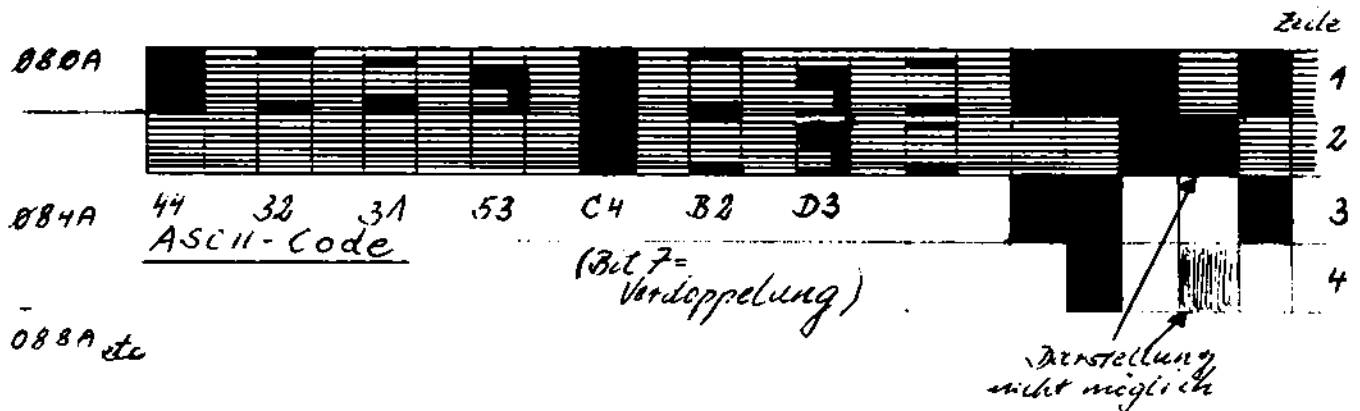 Zeile
080A
1
2
084A
44 32 31 53 C4 B2 D3
3
ASCII-Code
(Bit 7=
Verdoppelung)
4
088A etc
Darstellung
nicht möglich